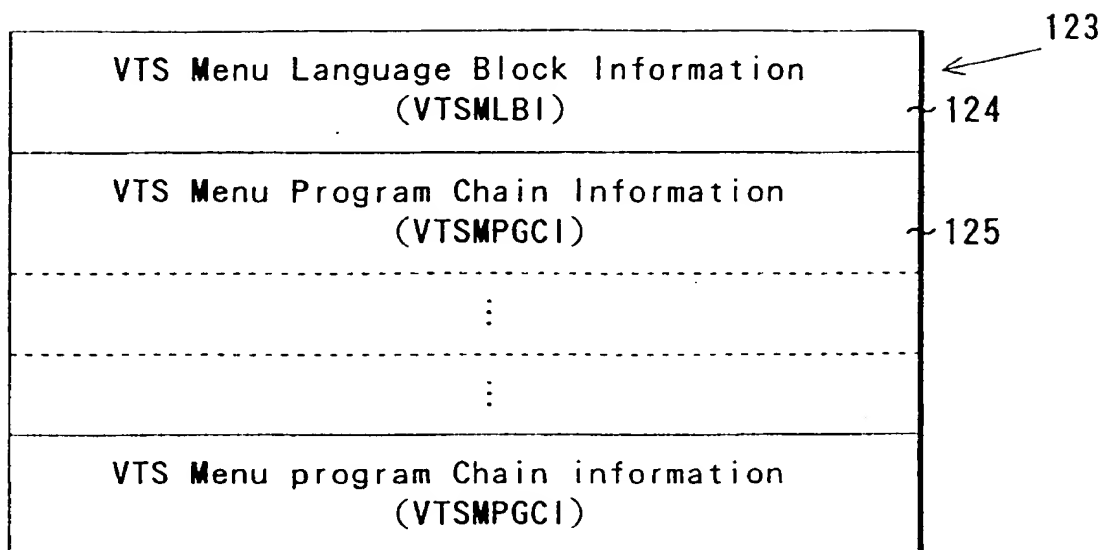 123
VTS Menu Language Block Information
(VTSMLBI)
124
VTS Menu Program Chain Information
(VTSMPGCI)
125
VTS Menu program Chain information
(VTSMPGCI)